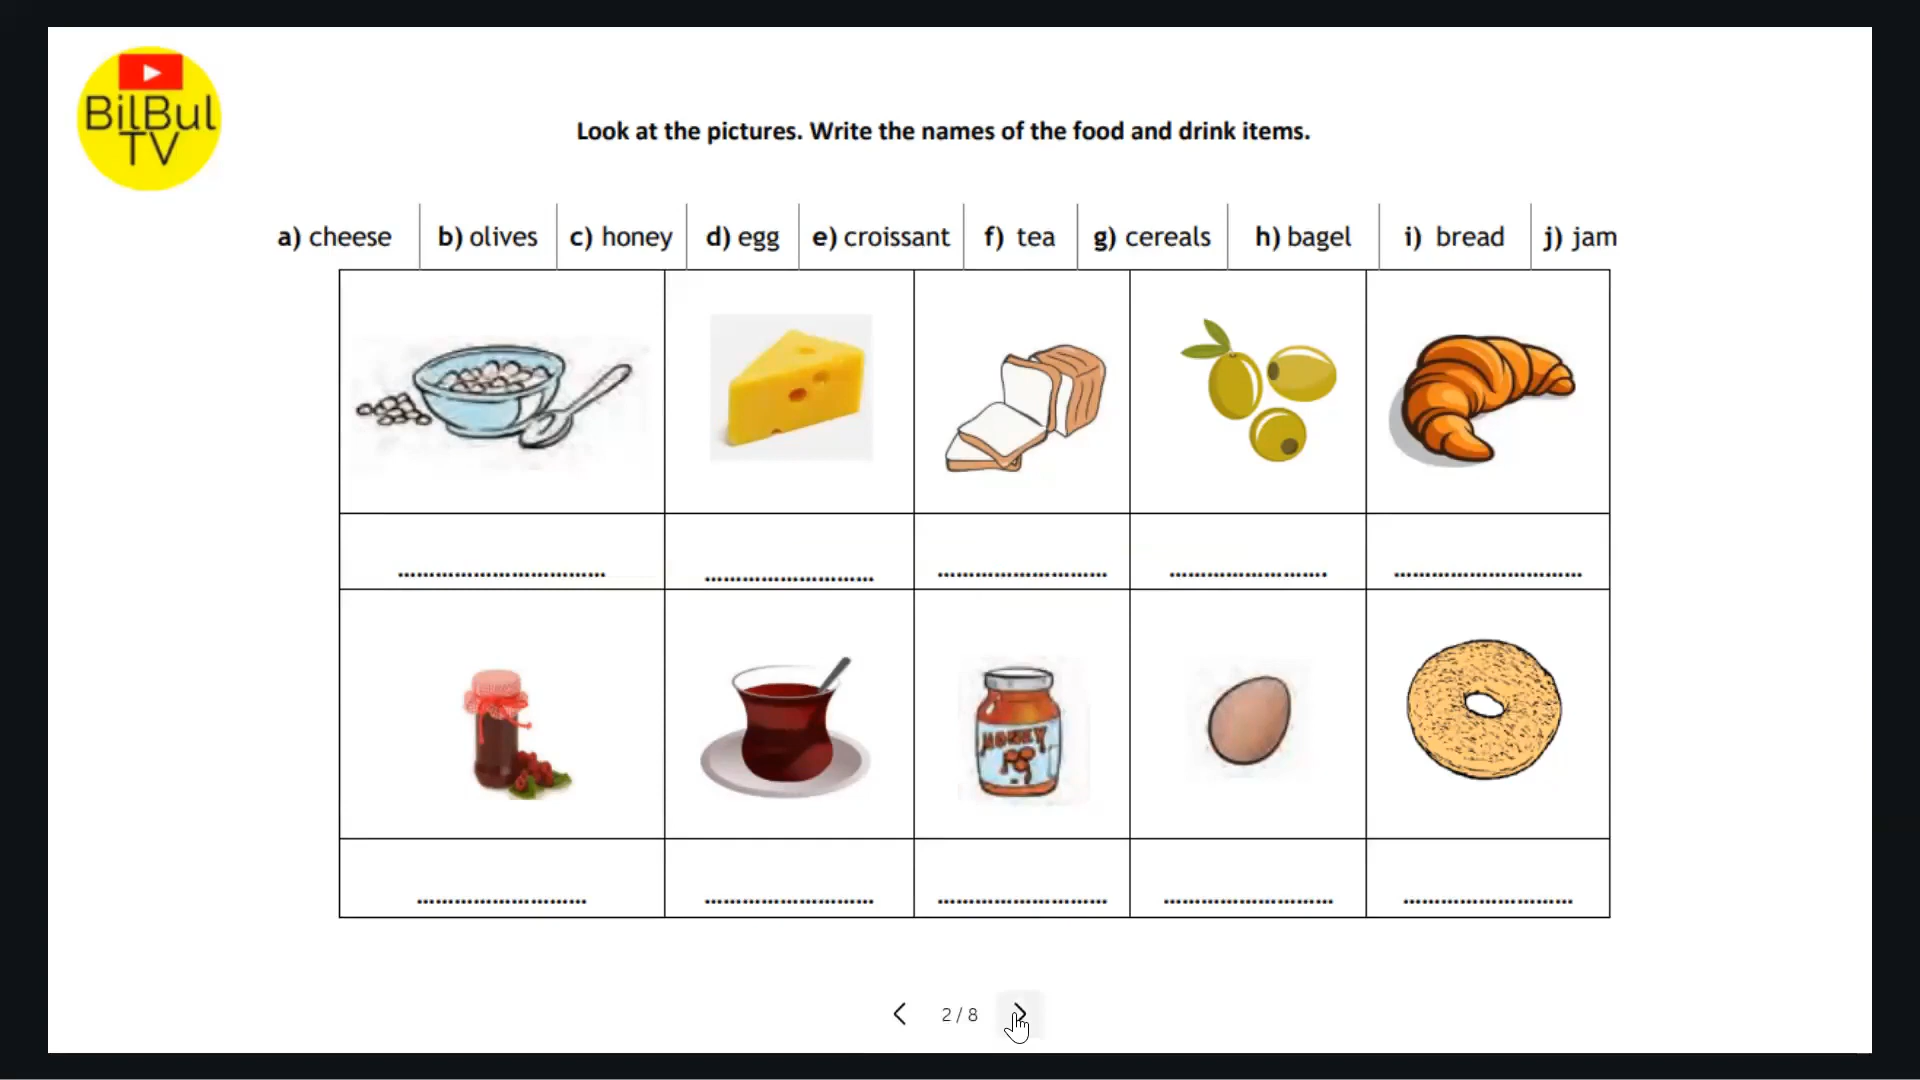 BilBul
TV
Look at the pictures. Write the names of the food and drink items.
a) cheese b) olives c) honey d) egg e) croissant f) tea g) cereals h) bagel i) bread j) jam
................................. ........................... ........................... ......................... ..............................
HONEY
........................... ........................... ........................... ........................... ...........................
2 / 8